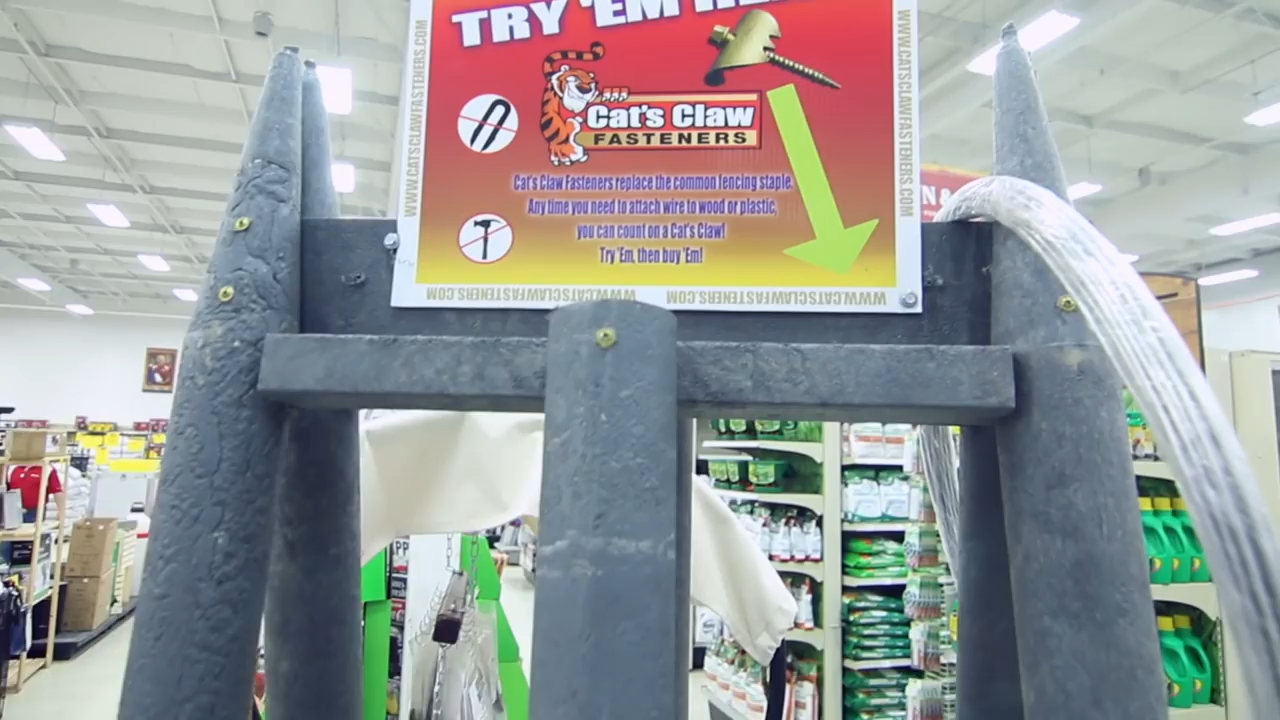 TRY 'EM
WWW.CATSCLAWFASTENERS.COM
WWW.CATSCLAWFASTENERS.COM
Cat's Claw
FASTENERS
Cat's Claw Fasteners replace the common fencing staple.
Any time you need to attach wire to wood or plastic,
you can count on a Cat's Claw!
Try 'Em, then buy 'Em!
WWW.CATSCLAWFASTENERS.COM WWW.CATSCLAWFASTENERS.COM